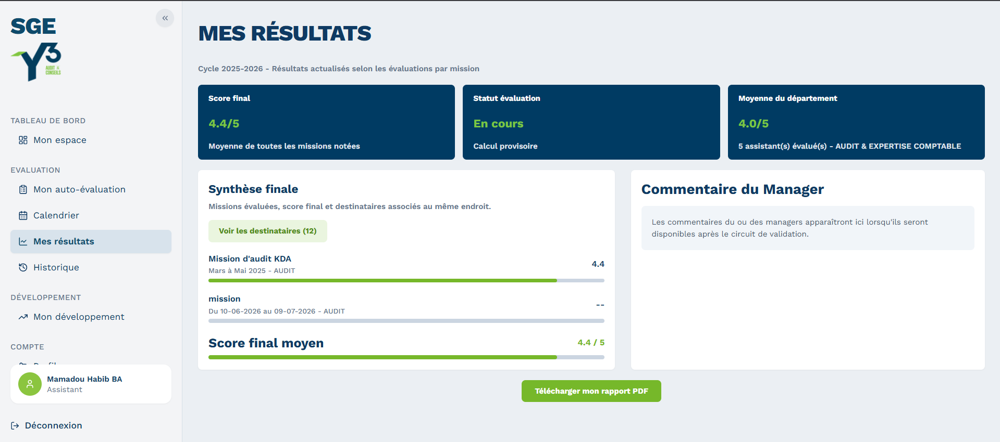 SGE
Y3
AUDIT &
CONSEILS
TABLEAU DE BORD
Mon espace
EVALUATION
Mon auto-évaluation
Calendrier
Mes résultats
Historique
DÉVELOPPEMENT
Mon développement
COMPTE
Profil
Mamadou Habib BA
Assistant
Déconnexion
MES RÉSULTATS
Cycle 2025-2026 - Résultats actualisés selon les évaluations par mission
Score final
4.4/5
Moyenne de toutes les missions notées
Statut évaluation
En cours
Calcul provisoire
Moyenne du département
4.0/5
5 assistant(s) évalué(s) - AUDIT & EXPERTISE COMPTABLE
Synthèse finale
Missions évaluées, score final et destinataires associés au même endroit.
Voir les destinataires (12)
Mission d'audit KDA
4.4
Mars à Mai 2025 - AUDIT
mission
--
Du 10-06-2026 au 09-07-2026 - AUDIT
Score final moyen
4.4 / 5
Commentaire du Manager
Les commentaires du ou des managers apparaîtront ici lorsqu'ils seront
disponibles après le circuit de validation.
Télécharger mon rapport PDF